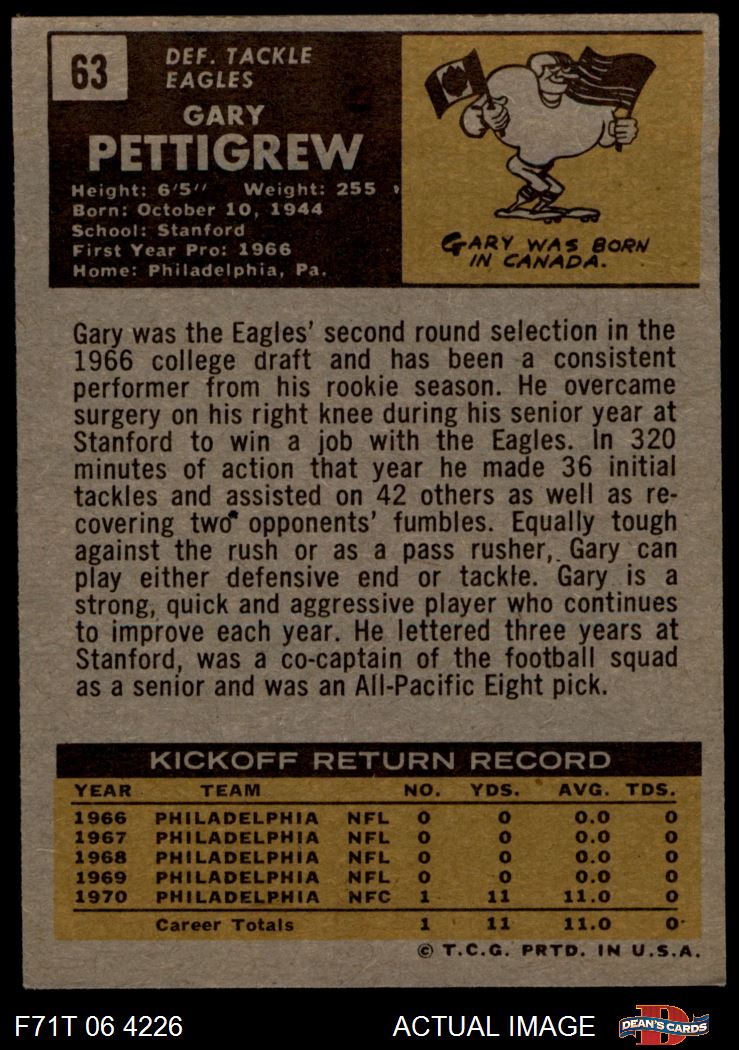 63
DEF. TACKLE
EAGLES
GARY
PETTIGREW
Height: 6'5'' Weight: 255
Born: October 10, 1944
School: Stanford
First Year Pro: 1966
Home: Philadelphia, Pa.
GARY WAS BORN
IN CANADA.
Gary was the Eagles' second round selection in the
1966 college draft and has been a consistent
performer from his rookie season. He overcame
surgery on his right knee during his senior year at
Stanford to win a job with the Eagles. In 320
minutes of action that year he made 36 initial
tackles and assisted on 42 others as well as re-
covering two opponents' fumbles. Equally tough
against the rush or as a pass rusher, Gary can
play either defensive end or tackle. Gary is a
strong, quick and aggressive player who continues
to improve each year. He lettered three years at
Stanford, was a co-captain of the football squad
as a senior and was an All-Pacific Eight pick.
KICKOFF RETURN RECORD
YEAR TEAM NO. YDS. AVG. TDS.
1966 PHILADELPHIA NFL 0 0 0.0 0
1967 PHILADELPHIA NFL 0 0 0.0 0
1968 PHILADELPHIA NFL 0 0 0.0 0
1969 PHILADELPHIA NFL 0 0 0.0 0
1970 PHILADELPHIA NFC 1 11 11.0 0
Career Totals 1 11 11.0 0
© T.C.G. PRTD. IN U.S.A.
F71T 06 4226 ACTUAL IMAGE
D
DEAN'S CARDS